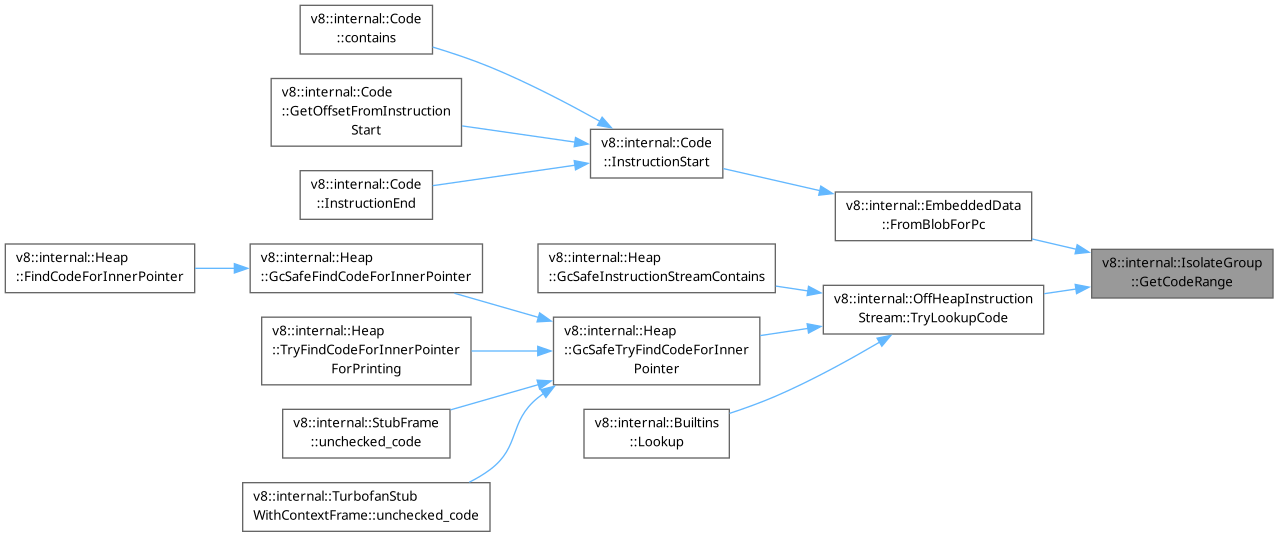 v8::internal::Code
::contains
v8::internal::Code
::GetOffsetFromInstruction
Start
v8::internal::Code
::InstructionStart
v8::internal::Code
::InstructionEnd
v8::internal::EmbeddedData
::FromBlobForPc
v8::internal::Heap
::FindCodeForInnerPointer
v8::internal::Heap
::GcSafeFindCodeForInnerPointer
v8::internal::Heap
::GcSafeInstructionStreamContains
v8::internal::IsolateGroup
::GetCodeRange
v8::internal::OffHeapInstruction
Stream::TryLookupCode
v8::internal::Heap
::TryFindCodeForInnerPointer
ForPrinting
v8::internal::Heap
::GcSafeTryFindCodeForInner
Pointer
v8::internal::StubFrame
::unchecked_code
v8::internal::Builtins
::Lookup
v8::internal::TurbofanStub
WithContextFrame::unchecked_code